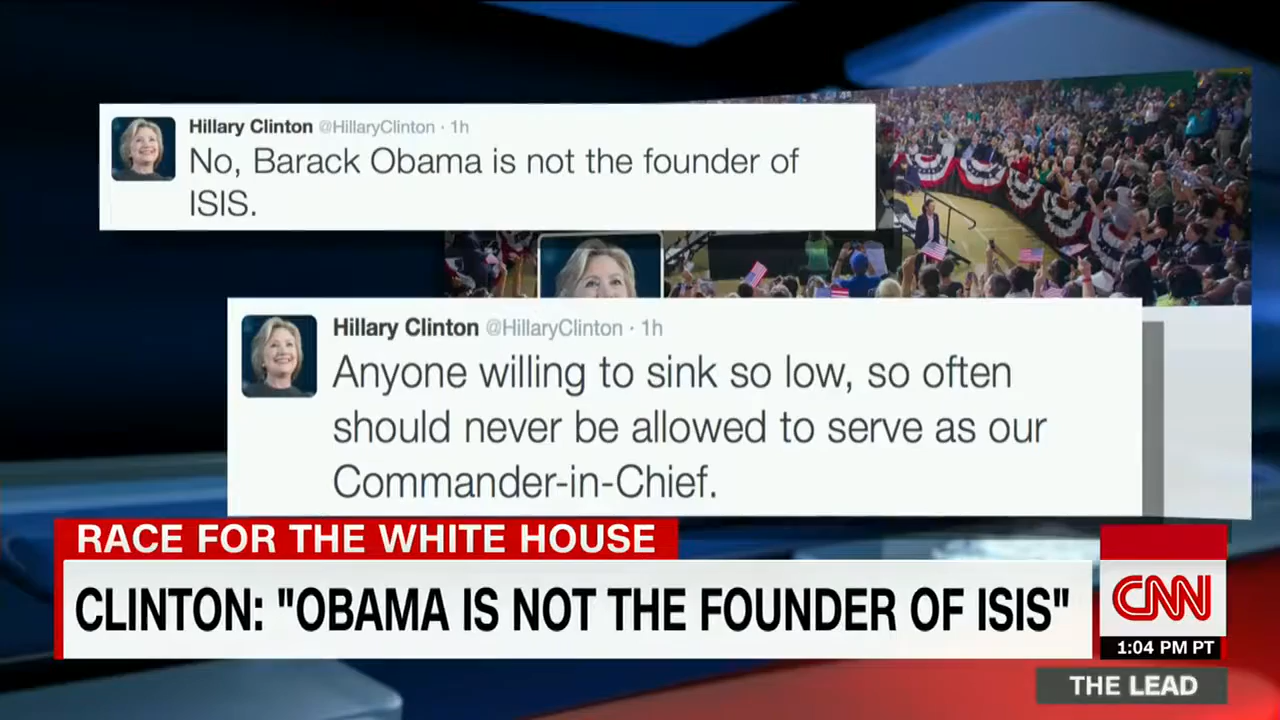 Hillary Clinton @HillaryClinton · 1h
No, Barack Obama is not the founder of
ISIS.
Hillary Clinton @HillaryClinton · 1h
Anyone willing to sink so low, so often
should never be allowed to serve as our
Commander-in-Chief.
RACE FOR THE WHITE HOUSE
CLINTON: "OBAMA IS NOT THE FOUNDER OF ISIS"
CNN
1:04 PM PT
THE LEAD